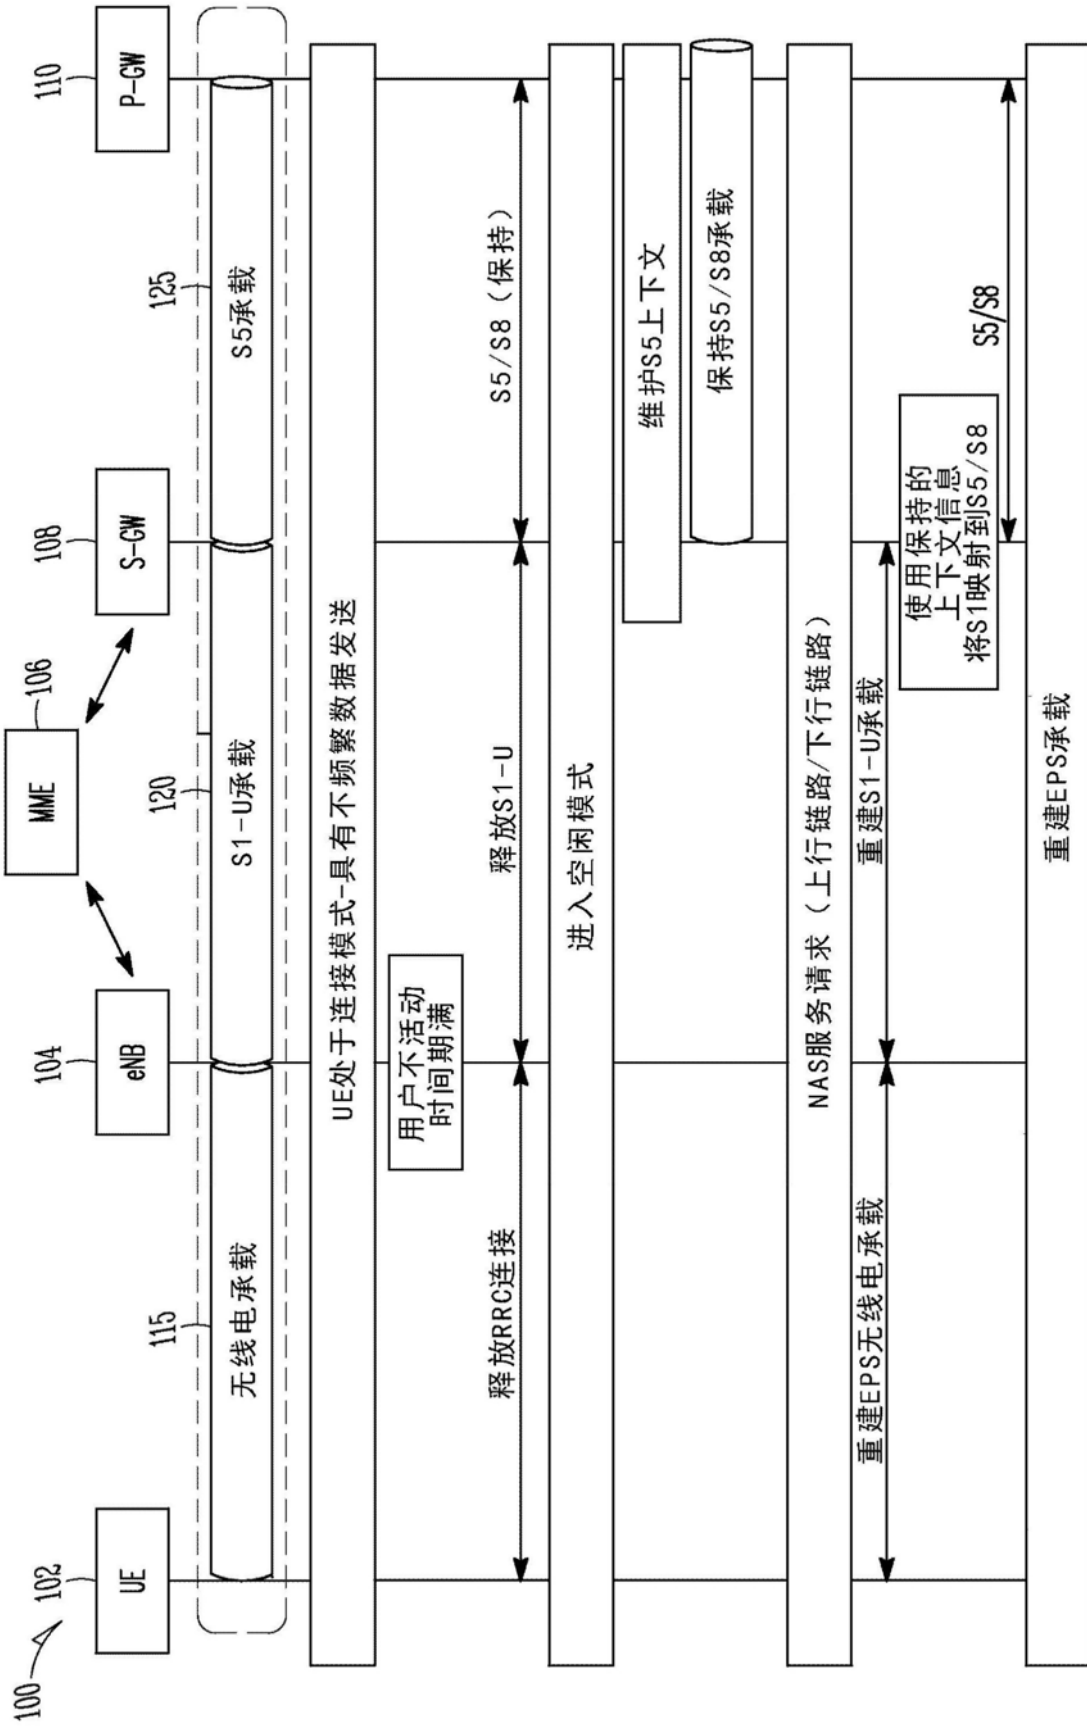 100
MME
106
102
UE
104
eNB
108
S-GW
110
P-GW
115
120
125
无线电承载
S1-U承载
S5承载
UE处于连接模式-具有不频繁数据发送
用户不活动
时间期满
释放RRC连接
释放S1-U
S5/S8（保持）
进入空闲模式
维护S5上下文
保持S5/S8承载
NAS服务请求（上行链路/下行链路）
重建EPS无线电承载
重建S1-U承载
使用保持的
上下文信息
将S1映射到S5/S8
S5/S8
重建EPS承载